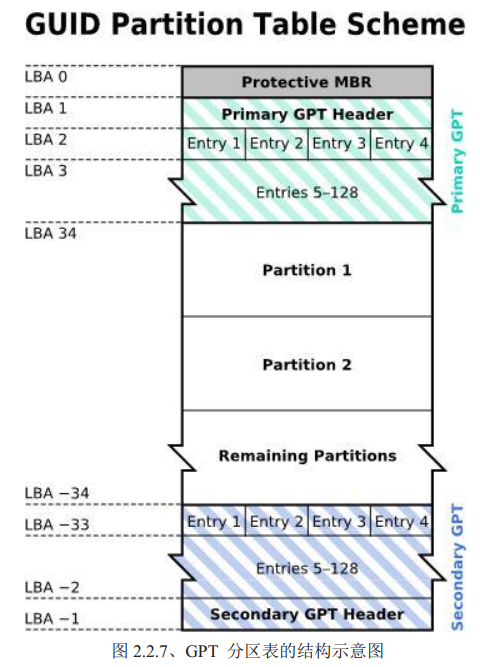 GUID Partition Table Scheme
LBA 0
Protective MBR
LBA 1
Primary GPT Header
LBA 2
Entry 1 Entry 2 Entry 3 Entry 4
LBA 3
Entries 5–128
Primary GPT
LBA 34
Partition 1
Partition 2
Remaining Partitions
LBA −34
LBA −33
Entry 1 Entry 2 Entry 3 Entry 4
Entries 5–128
LBA −2
LBA −1
Secondary GPT Header
Secondary GPT
图 2.2.7、GPT 分区表的结构示意图